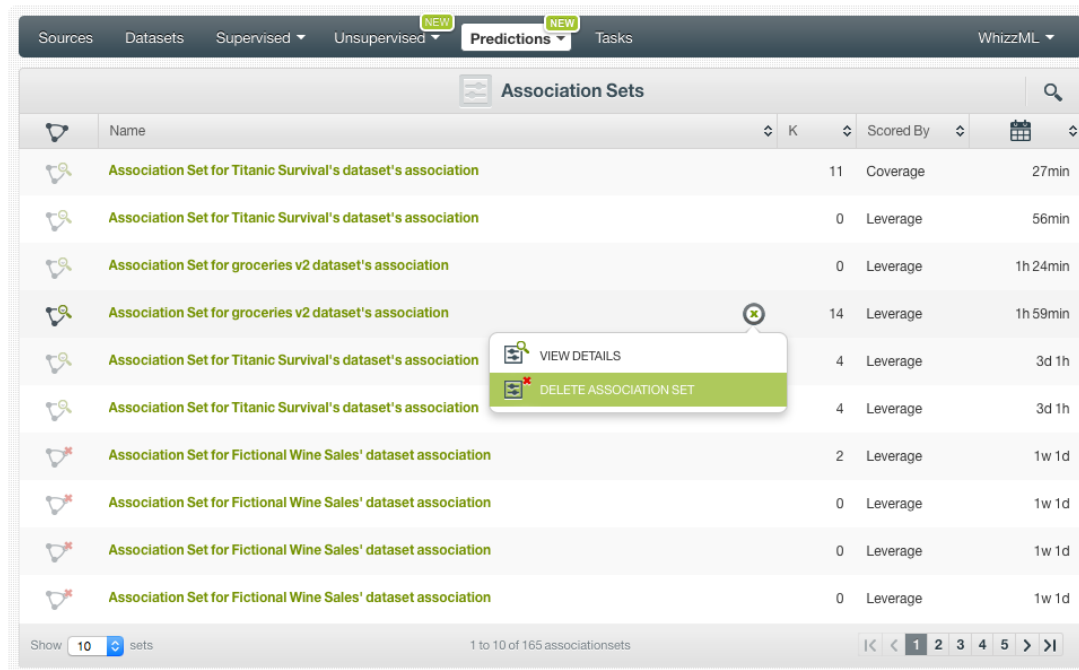 NEW NEW
Sources Datasets Supervised Unsupervised Predictions Tasks WhizzML
Association Sets
Name K Scored By
Association Set for Titanic Survival's dataset's association 11 Coverage 27min
Association Set for Titanic Survival's dataset's association 0 Leverage 56min
Association Set for groceries v2 dataset's association 0 Leverage 1h 24min
Association Set for groceries v2 dataset's association 14 Leverage 1h 59min
VIEW DETAILS
Association Set for Titanic Survival's dataset's association 4 Leverage 3d 1h
DELETE ASSOCIATION SET
Association Set for Titanic Survival's dataset's association 4 Leverage 3d 1h
Association Set for Fictional Wine Sales' dataset association 2 Leverage 1w 1d
Association Set for Fictional Wine Sales' dataset association 0 Leverage 1w 1d
Association Set for Fictional Wine Sales' dataset association 0 Leverage 1w 1d
Association Set for Fictional Wine Sales' dataset association 0 Leverage 1w 1d
Show 10 sets 1 to 10 of 165 associationsets 1 2 3 4 5